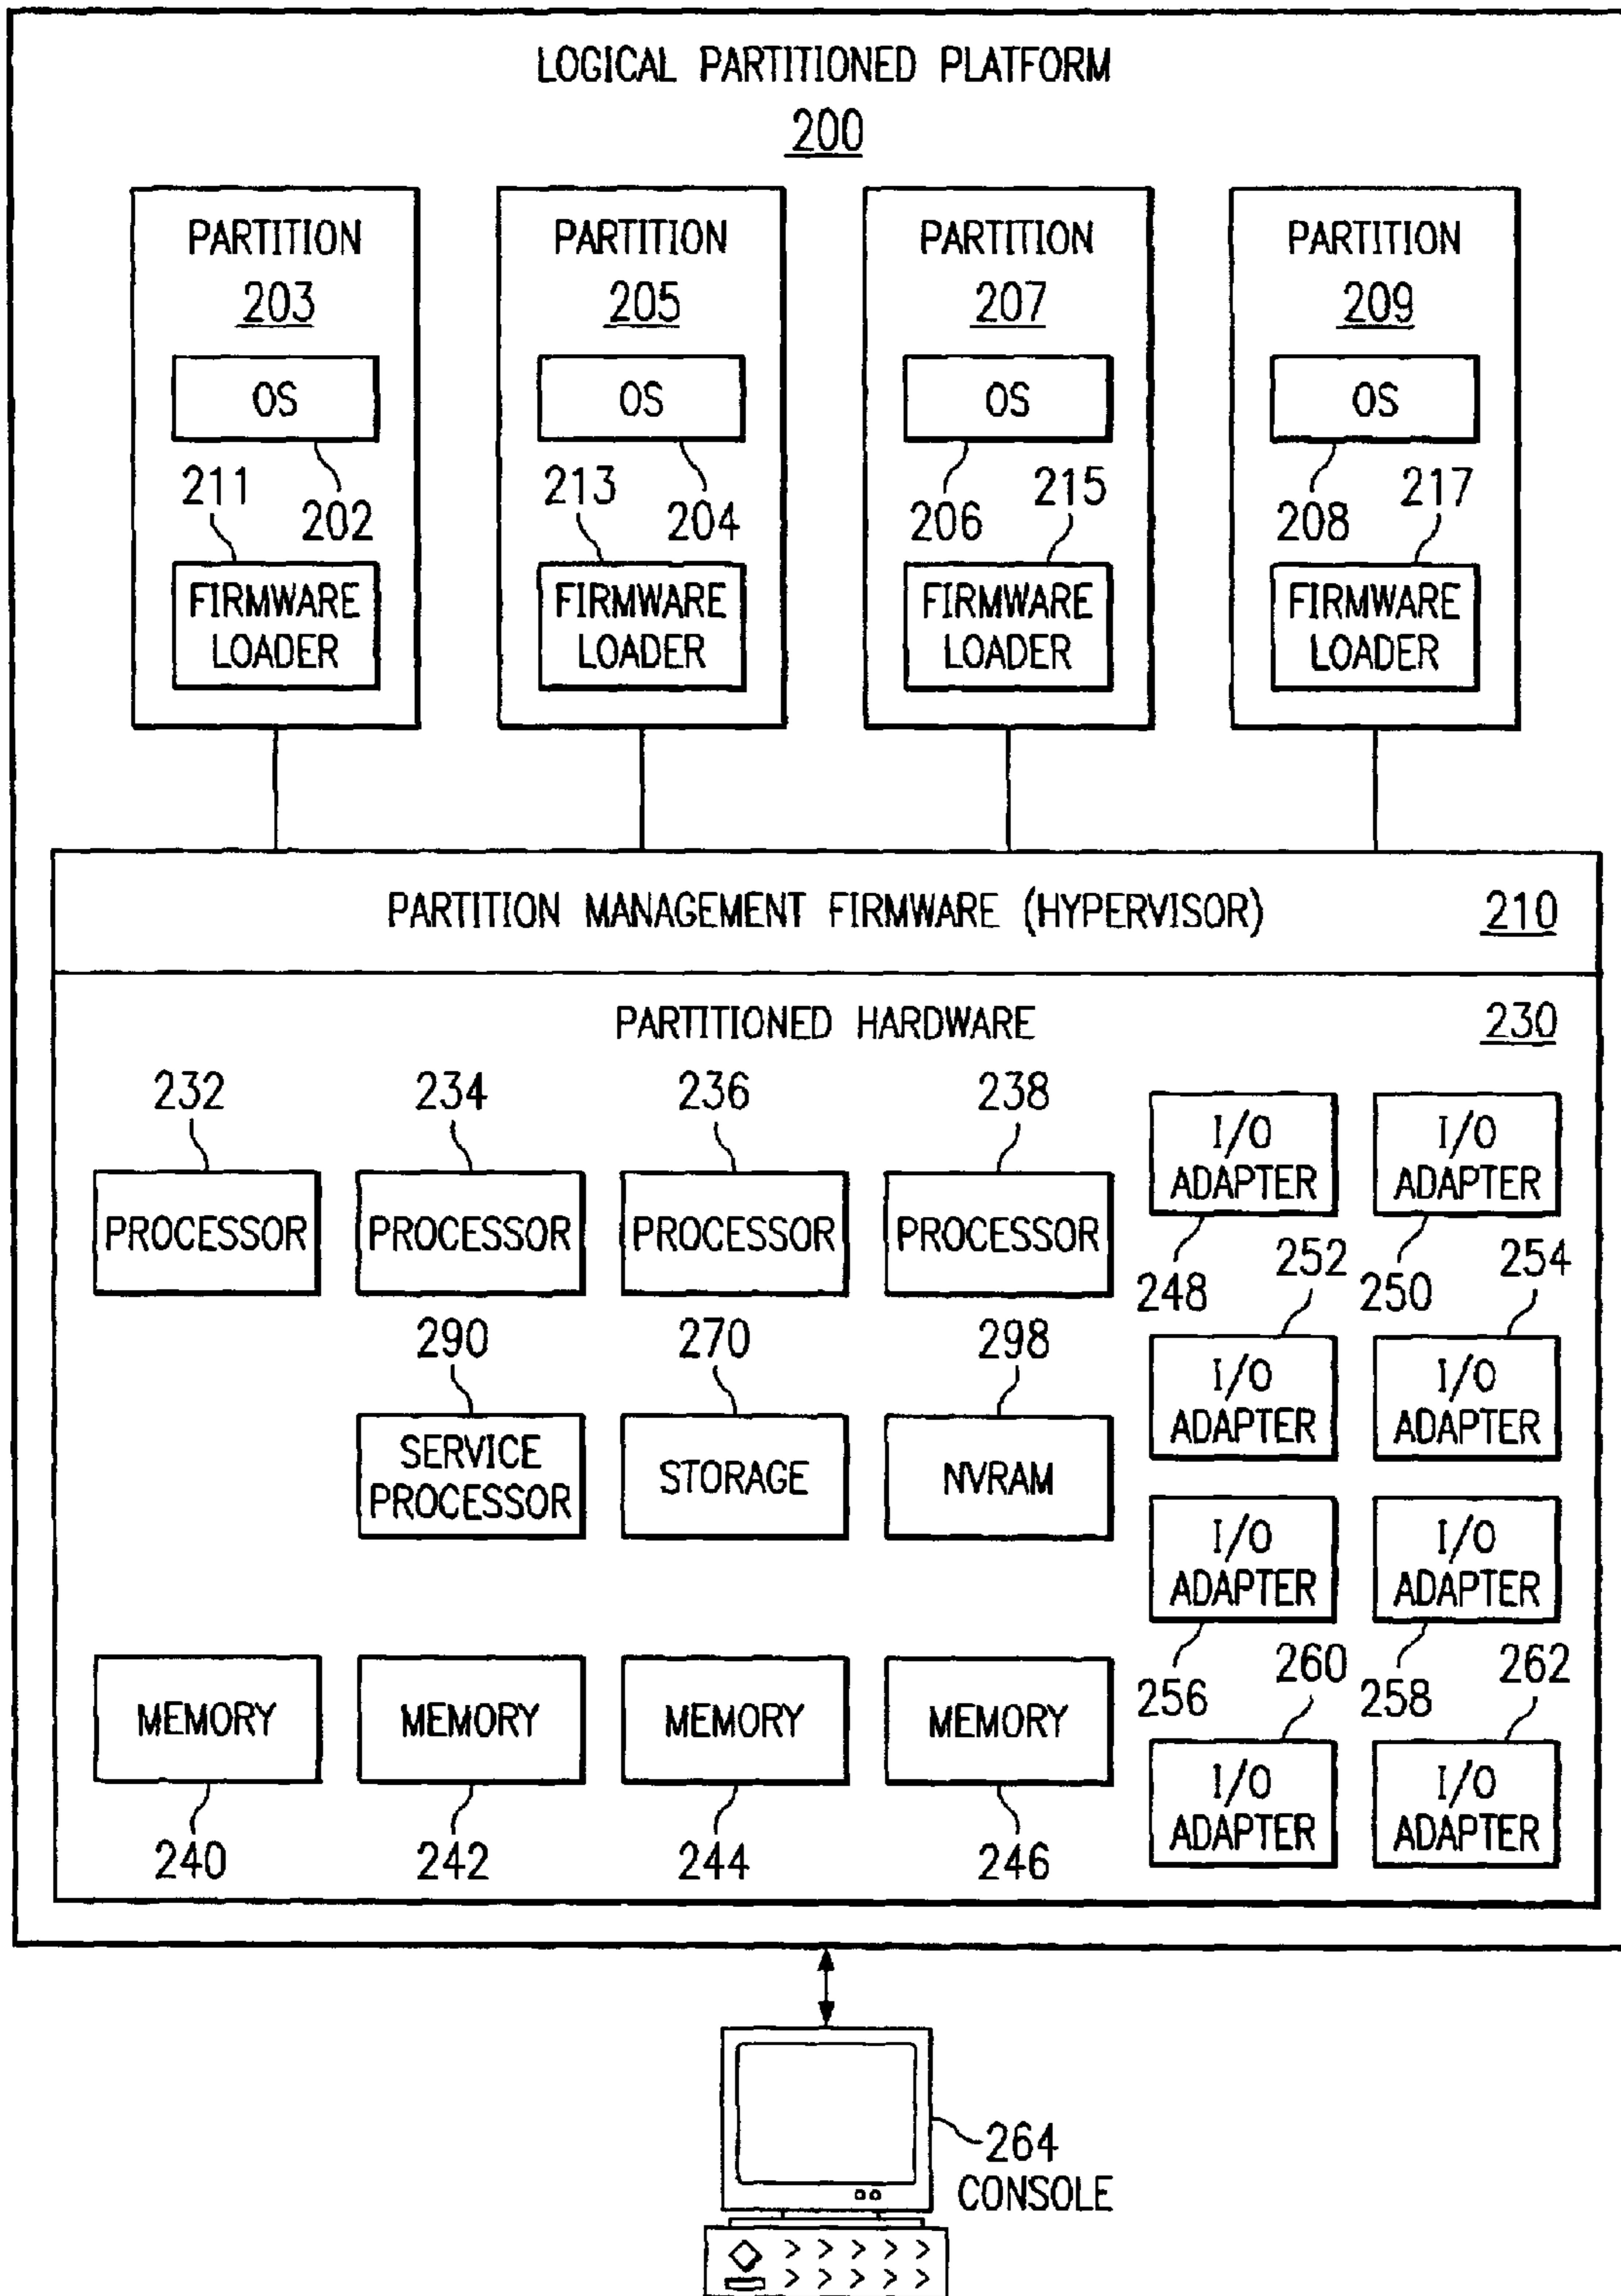 LOGICAL PARTITIONED PLATFORM
200
PARTITION PARTITION PARTITION PARTITION
203 205 207 209
OS OS OS OS
211 202 213 204 206 215 208 217
FIRMWARE LOADER FIRMWARE LOADER FIRMWARE LOADER FIRMWARE LOADER
PARTITION MANAGEMENT FIRMWARE (HYPERVISOR) 210
PARTITIONED HARDWARE 230
232 234 236 238
PROCESSOR PROCESSOR PROCESSOR PROCESSOR
290 270 298
SERVICE PROCESSOR STORAGE NVRAM
MEMORY MEMORY MEMORY MEMORY
240 242 244 246
I/O ADAPTER I/O ADAPTER
248 252 250 254
I/O ADAPTER I/O ADAPTER
I/O ADAPTER I/O ADAPTER
256 260 258 262
I/O ADAPTER I/O ADAPTER
264
CONSOLE